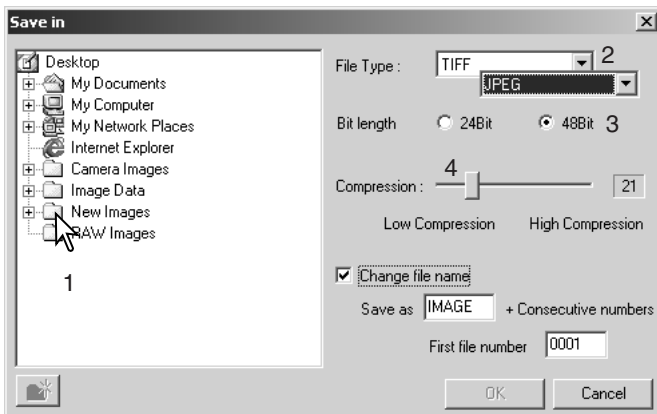 Save in
Desktop
My Documents
My Computer
My Network Places
Internet Explorer
Camera Images
Image Data
New Images
RAW Images
1
File Type :
TIFF
2
JPEG
Bit length
24Bit
48Bit
3
4
Compression :
21
Low Compression
High Compression
Change file name
Save as
IMAGE
+ Consecutive numbers
First file number
0001
OK
Cancel